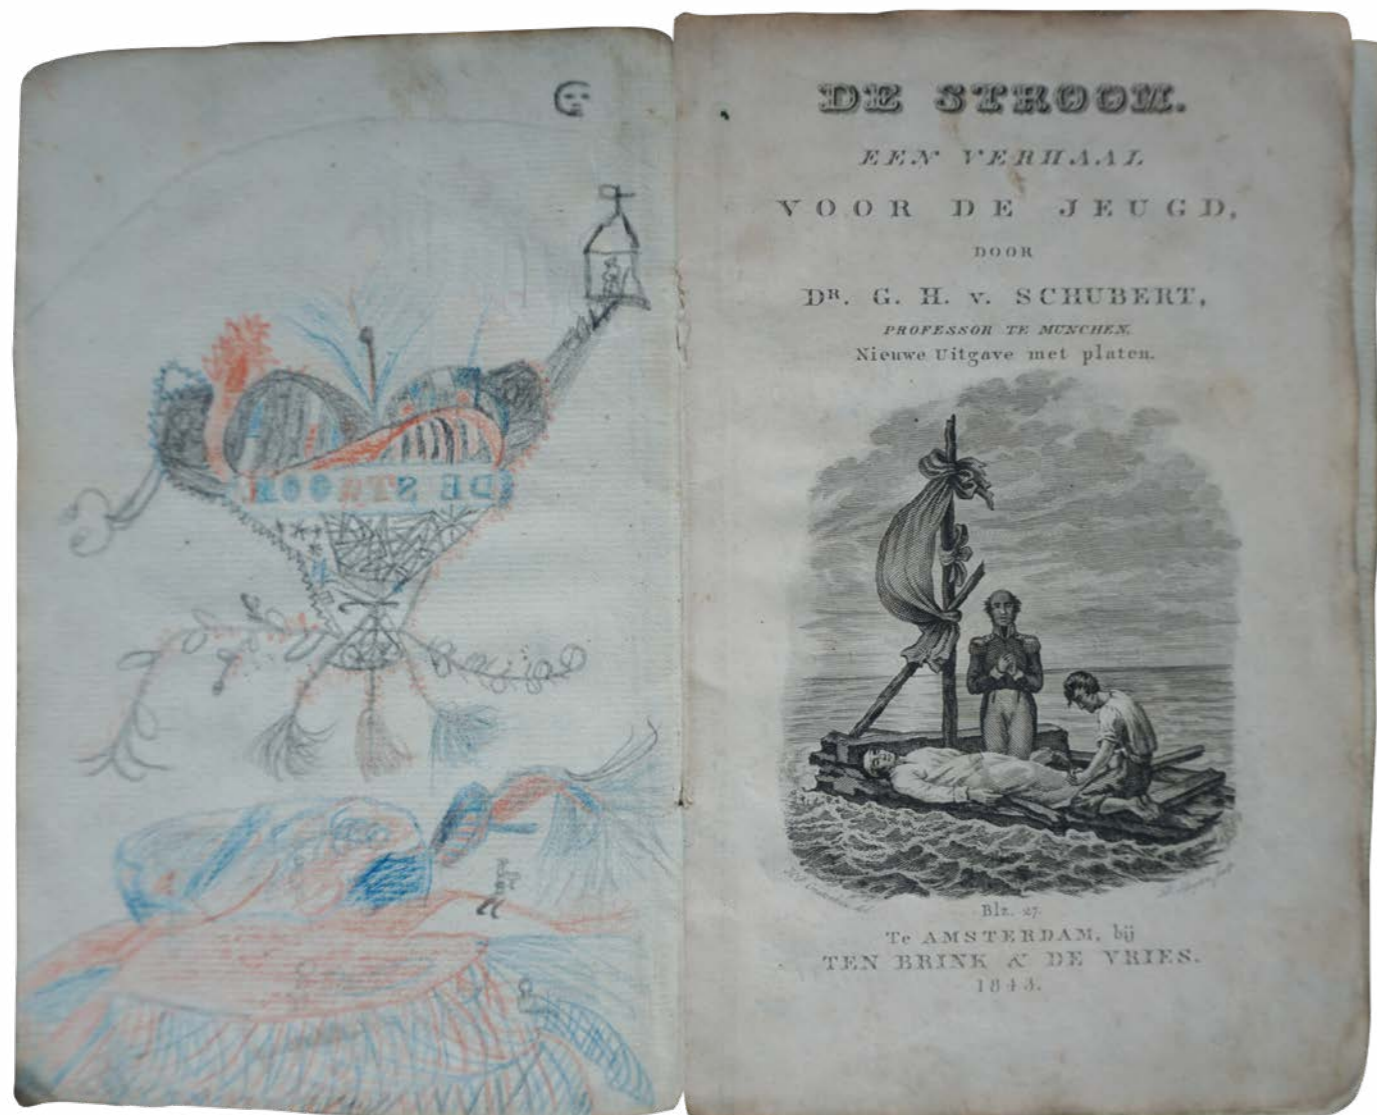 DE STROOM.
DE STROOM.
EEN VERHAAL
VOOR DE JEUGD,
DOOR
DR. G. H. v. SCHUBERT,
PROFESSOR TE MUNCHEN.
Nieuwe Uitgave met platen.
Blz. 27.
Te AMSTERDAM, bij
TEN BRINK & DE VRIES.
1843.